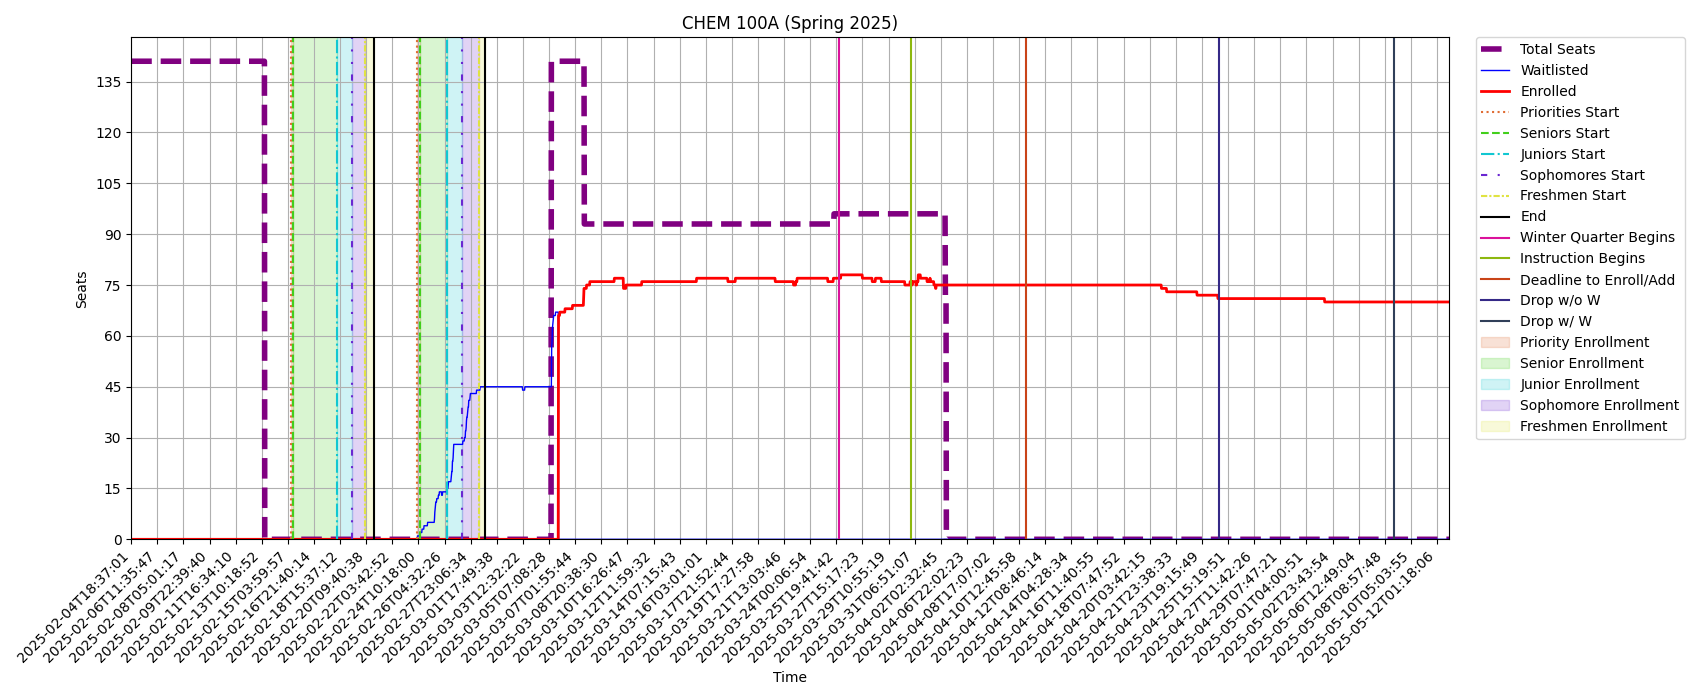 CHEM 100A (Spring 2025)
Seats
135
120
105
90
75
60
45
30
15
0
2025-02-04T18:37:01
2025-02-06T11:35:47
2025-02-08T05:01:17
2025-02-09T22:39:40
2025-02-11T16:34:10
2025-02-13T10:18:52
2025-02-15T03:59:57
2025-02-16T21:40:14
2025-02-18T15:37:12
2025-02-20T09:40:38
2025-02-22T03:42:52
2025-02-24T10:18:00
2025-02-26T04:32:26
2025-02-27T23:06:34
2025-03-01T17:49:38
2025-03-03T12:32:22
2025-03-05T07:08:28
2025-03-07T01:55:44
2025-03-08T20:38:30
2025-03-10T16:26:47
2025-03-12T11:59:32
2025-03-14T07:15:43
2025-03-16T03:01:01
2025-03-17T21:52:44
2025-03-19T17:27:58
2025-03-21T13:03:46
2025-03-24T00:06:54
2025-03-25T19:41:42
2025-03-27T15:17:23
2025-03-29T10:55:19
2025-03-31T06:51:07
2025-04-02T02:32:45
2025-04-06T22:02:23
2025-04-08T17:07:02
2025-04-10T12:45:58
2025-04-12T08:46:14
2025-04-14T04:28:34
2025-04-16T11:40:55
2025-04-18T07:47:52
2025-04-20T03:42:15
2025-04-21T23:38:33
2025-04-23T19:15:49
2025-04-25T15:19:51
2025-04-27T11:42:26
2025-04-29T07:47:21
2025-05-01T04:00:51
2025-05-02T23:43:54
2025-05-06T12:49:04
2025-05-08T08:57:48
2025-05-10T05:03:55
2025-05-12T01:18:06
Time
Total Seats
Waitlisted
Enrolled
Priorities Start
Seniors Start
Juniors Start
Sophomores Start
Freshmen Start
End
Winter Quarter Begins
Instruction Begins
Deadline to Enroll/Add
Drop w/o W
Drop w/ W
Priority Enrollment
Senior Enrollment
Junior Enrollment
Sophomore Enrollment
Freshmen Enrollment